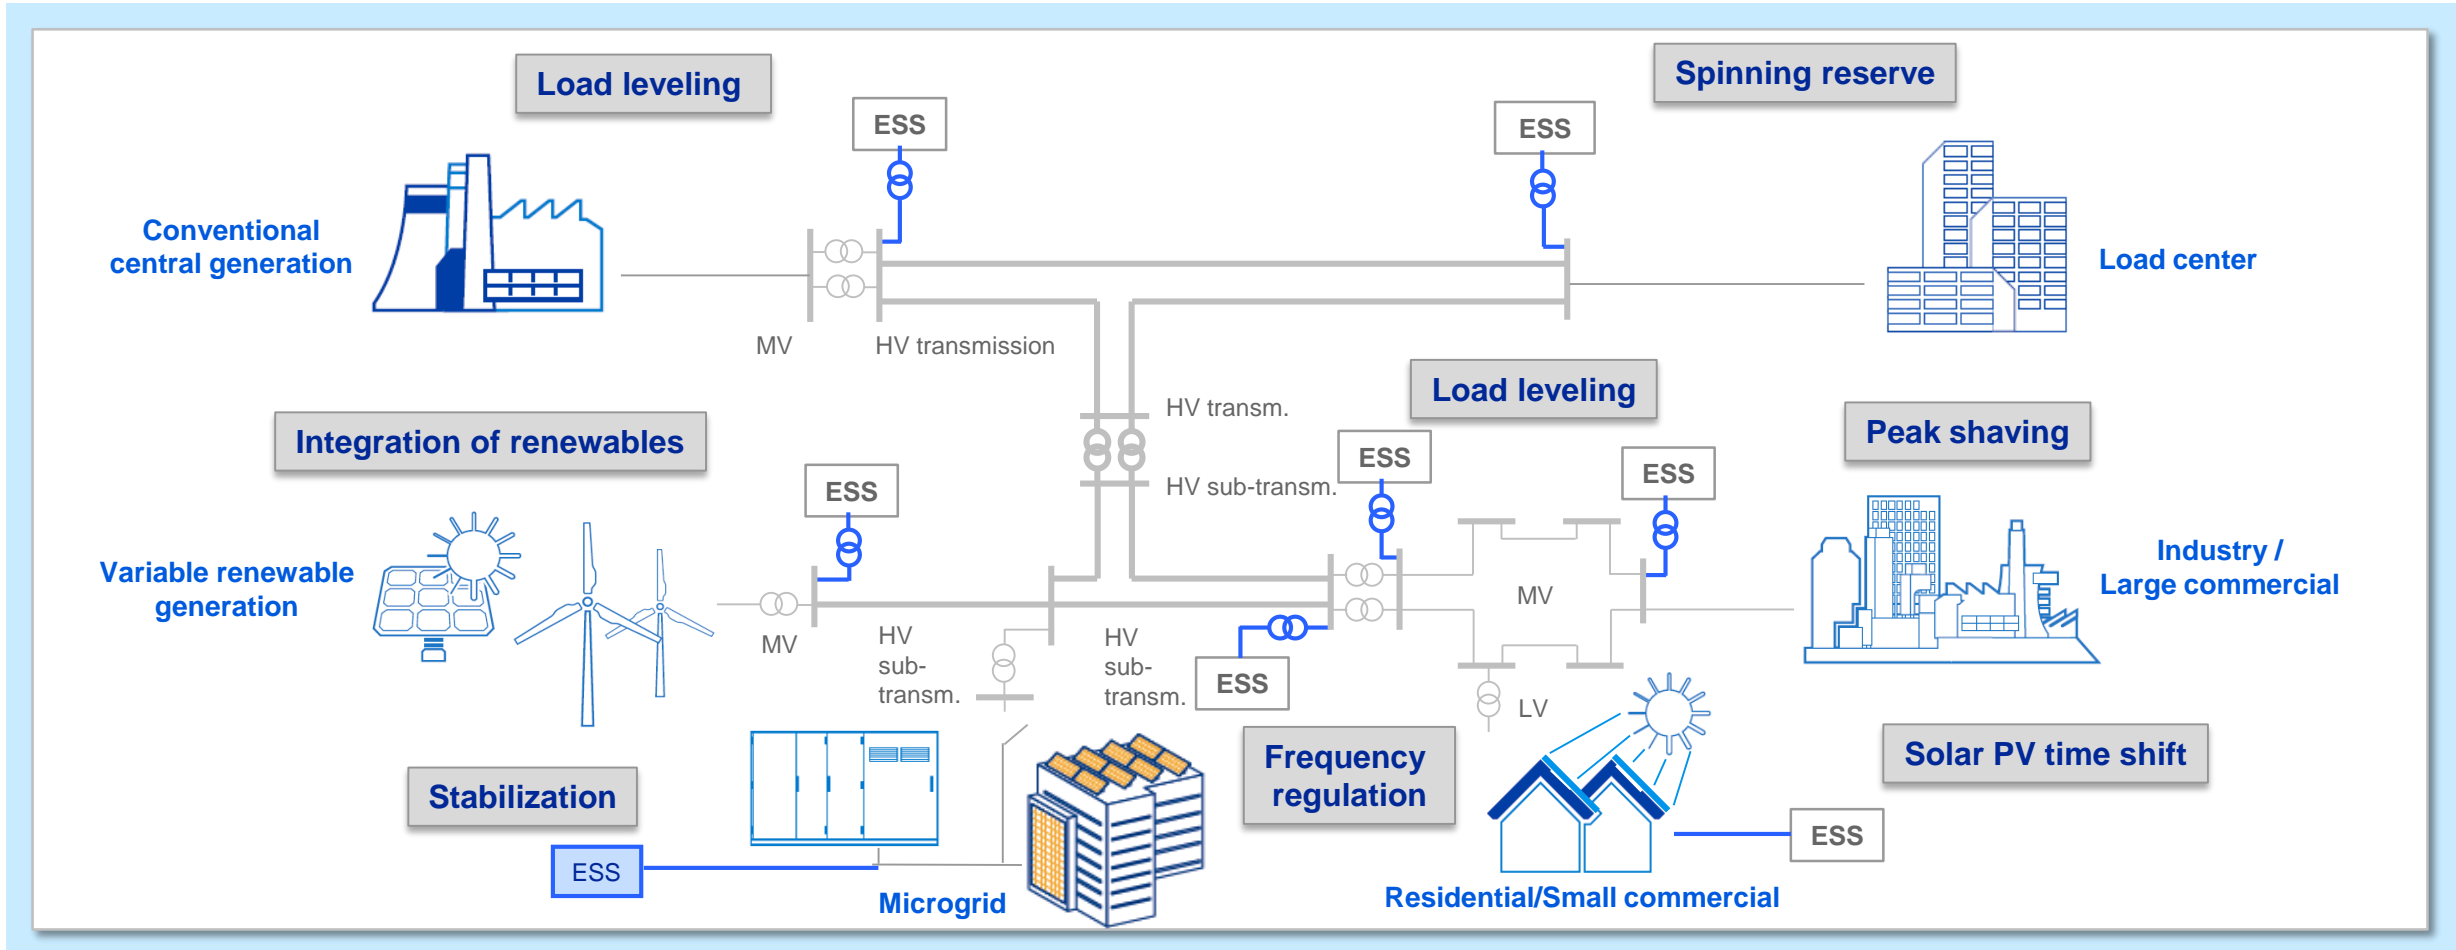 Load leveling
Spinning reserve
ESS
ESS
Conventional
central generation
Load center
MV
HV transmission
HV transm.
Load leveling
Integration of renewables
Peak shaving
ESS
HV sub-transm.
ESS
ESS
Variable renewable
generation
Industry /
Large commercial
MV
MV
HV
sub-
transm.
HV
sub-
transm.
ESS
LV
Frequency
regulation
Solar PV time shift
Stabilization
ESS
ESS
Microgrid
Residential/Small commercial